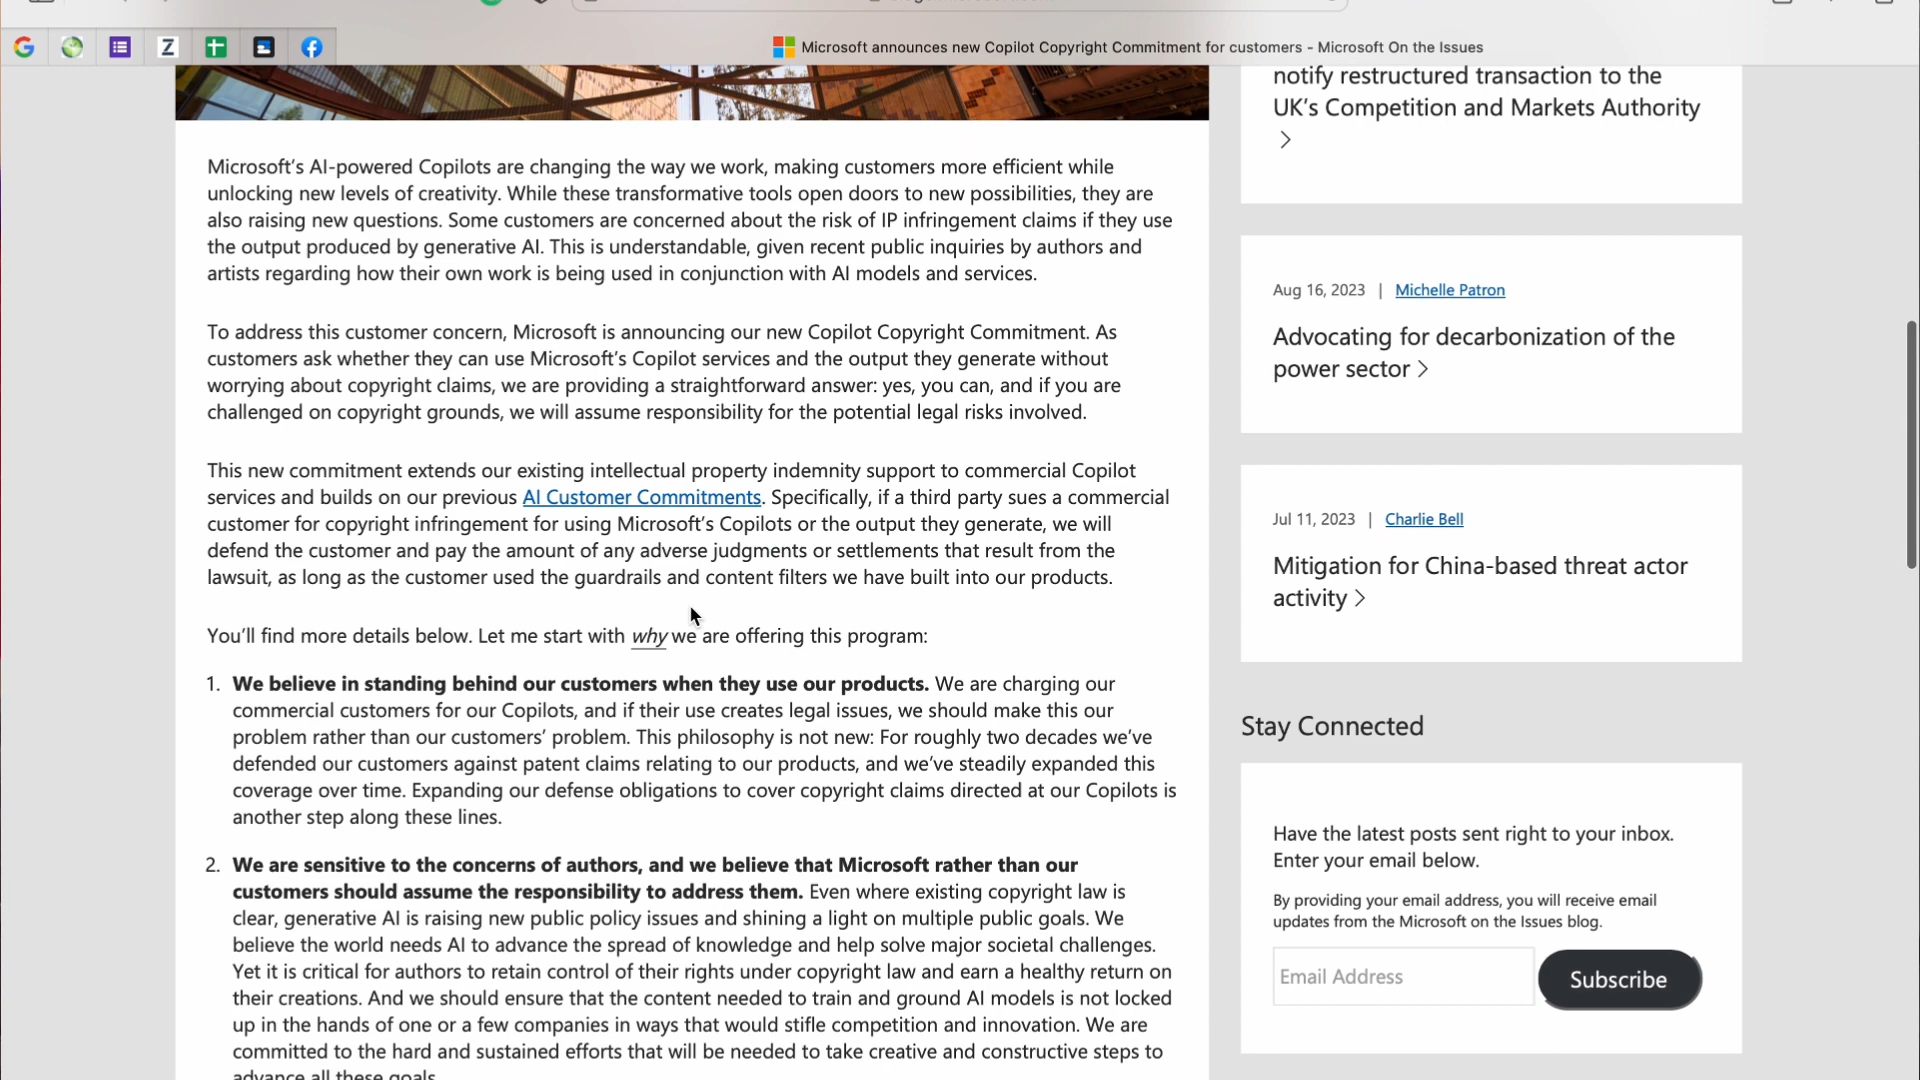 Microsoft announces new Copilot Copyright Commitment for customers - Microsoft On the Issues
Microsoft's AI-powered Copilots are changing the way we work, making customers more efficient while
unlocking new levels of creativity. While these transformative tools open doors to new possibilities, they are
also raising new questions. Some customers are concerned about the risk of IP infringement claims if they use
the output produced by generative AI. This is understandable, given recent public inquiries by authors and
artists regarding how their own work is being used in conjunction with AI models and services.
To address this customer concern, Microsoft is announcing our new Copilot Copyright Commitment. As
customers ask whether they can use Microsoft's Copilot services and the output they generate without
worrying about copyright claims, we are providing a straightforward answer: yes, you can, and if you are
challenged on copyright grounds, we will assume responsibility for the potential legal risks involved.
This new commitment extends our existing intellectual property indemnity support to commercial Copilot
services and builds on our previous AI Customer Commitments. Specifically, if a third party sues a commercial
customer for copyright infringement for using Microsoft's Copilots or the output they generate, we will
defend the customer and pay the amount of any adverse judgments or settlements that result from the
lawsuit, as long as the customer used the guardrails and content filters we have built into our products.
You'll find more details below. Let me start with why we are offering this program:
1. We believe in standing behind our customers when they use our products. We are charging our
commercial customers for our Copilots, and if their use creates legal issues, we should make this our
problem rather than our customers' problem. This philosophy is not new: For roughly two decades we've
defended our customers against patent claims relating to our products, and we've steadily expanded this
coverage over time. Expanding our defense obligations to cover copyright claims directed at our Copilots is
another step along these lines.
2. We are sensitive to the concerns of authors, and we believe that Microsoft rather than our
customers should assume the responsibility to address them. Even where existing copyright law is
clear, generative AI is raising new public policy issues and shining a light on multiple public goals. We
believe the world needs AI to advance the spread of knowledge and help solve major societal challenges.
Yet it is critical for authors to retain control of their rights under copyright law and earn a healthy return on
their creations. And we should ensure that the content needed to train and ground AI models is not locked
up in the hands of one or a few companies in ways that would stifle competition and innovation. We are
committed to the hard and sustained efforts that will be needed to take creative and constructive steps to
advance all these goals.
notify restructured transaction to the
UK's Competition and Markets Authority
>
Aug 16, 2023 | Michelle Patron
Advocating for decarbonization of the
power sector >
Jul 11, 2023 | Charlie Bell
Mitigation for China-based threat actor
activity >
Stay Connected
Have the latest posts sent right to your inbox.
Enter your email below.
By providing your email address, you will receive email
updates from the Microsoft on the Issues blog.
Email Address
Subscribe